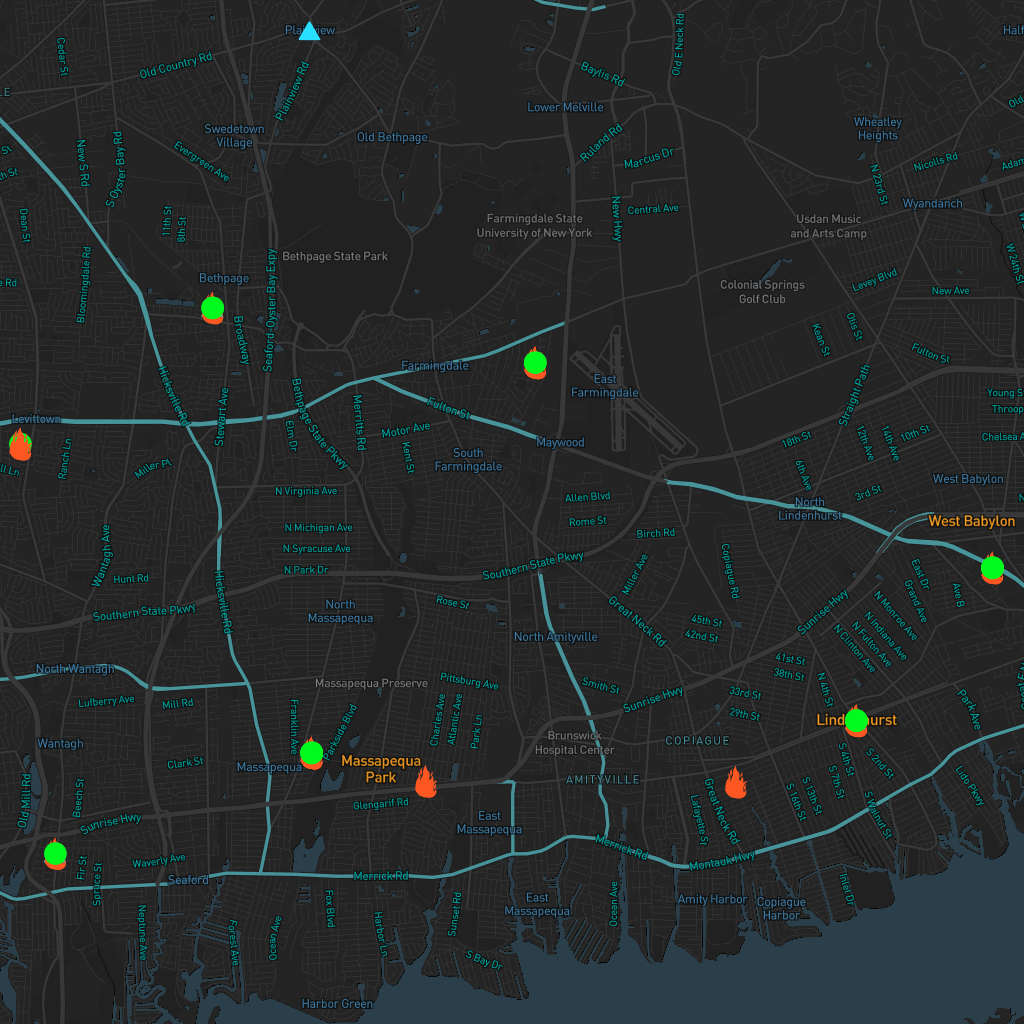 Plainview
Half
Cedar St
Old Country Rd
Plainview Rd
Baylis Rd
Old E Neck Rd
LE
Lower Melville
Old
Swedetown
Village
Old Bethpage
Wheatley
Heights
Ruland Rd
Marcus Dr
New S Rd
S Oyster Bay Rd
Evergreen Ave
N 23rd St
Nicolls Rd
Wyandanch
Central Ave
New Hwy
Dean St
11th St
8th St
Farmingdale State
University of New York
Usdan Music
and Arts Camp
Bethpage State Park
W 24th St
Bloomingdale Rd
Bethpage
Seaford-Oyster Bay Expy
Colonial Springs
Golf Club
Levey Blvd
New Ave
Broadway
Kean St
Otis St
Fulton St
Farmingdale
East
Farmingdale
Hicksville Rd
Stewart Ave
Levittown
Bethpage State Pkwy
Elm Dr
Merritts Rd
Fulton St
Motor Ave
Kent St
Maywood
South
Farmingdale
Straight Path
Young S
Throop
Chelsea A
18th St
12th Ave
14th Ave
10th St
Ranch Ln
ll Ln
Miller Pl
6th Ave
3rd St
West Babylon
N Virginia Ave
Allen Blvd
Rome St
Birch Rd
North
Lindenhurst
West Babylon
N Michigan Ave
N Syracuse Ave
N Park Dr
Wantagh Ave
Hunt Rd
Hicksville Rd
Southern State Pkwy
Southern State Pkwy
Miller Ave
Copiague Rd
East Dr
Grand Ave
Ave B
Rose St
North
Massapequa
Great Neck Rd
45th St
42nd St
Sunrise Hwy
N Monroe Ave
N Indiana Ave
N Fulton Ave
N Clinton Ave
North Amityville
41st St
38th St
North Wantagh
Lulberry Ave
Mill Rd
Massapequa Preserve
Pittsburg Ave
Smith St
Sunrise Hwy
33rd St
29th St
N 4th St
Park Ave
Franklin Ave
Parkside Blvd
Charles Ave
Atlantic Ave
Park Ln
Lindenhurst
Wantagh
Clark St
Massapequa
Massapequa
Park
Brunswick
Hospital Center
COPIAGUE
AMITYVILLE
S 4th St
S 2nd St
S 7th St
S 13th St
S 16th St
Lido Pkwy
Old Mill Rd
Beech St
Sunrise Hwy
Glengarif Rd
East
Massapequa
Lafayette St
Great Neck Rd
S Walnut St
Merrick Rd
Montauk Hwy
Fir St
Spruce St
Waverly Ave
Seaford
Merrick Rd
Inlet Dr
Neptune Ave
Forest Ave
Ocean Ave
Fox Blvd
Harbor Ln
Sunset Rd
East
Massapequa
Ocean Ave
Amity Harbor
Copiague
Harbor
S Bay Dr
Harbor Green